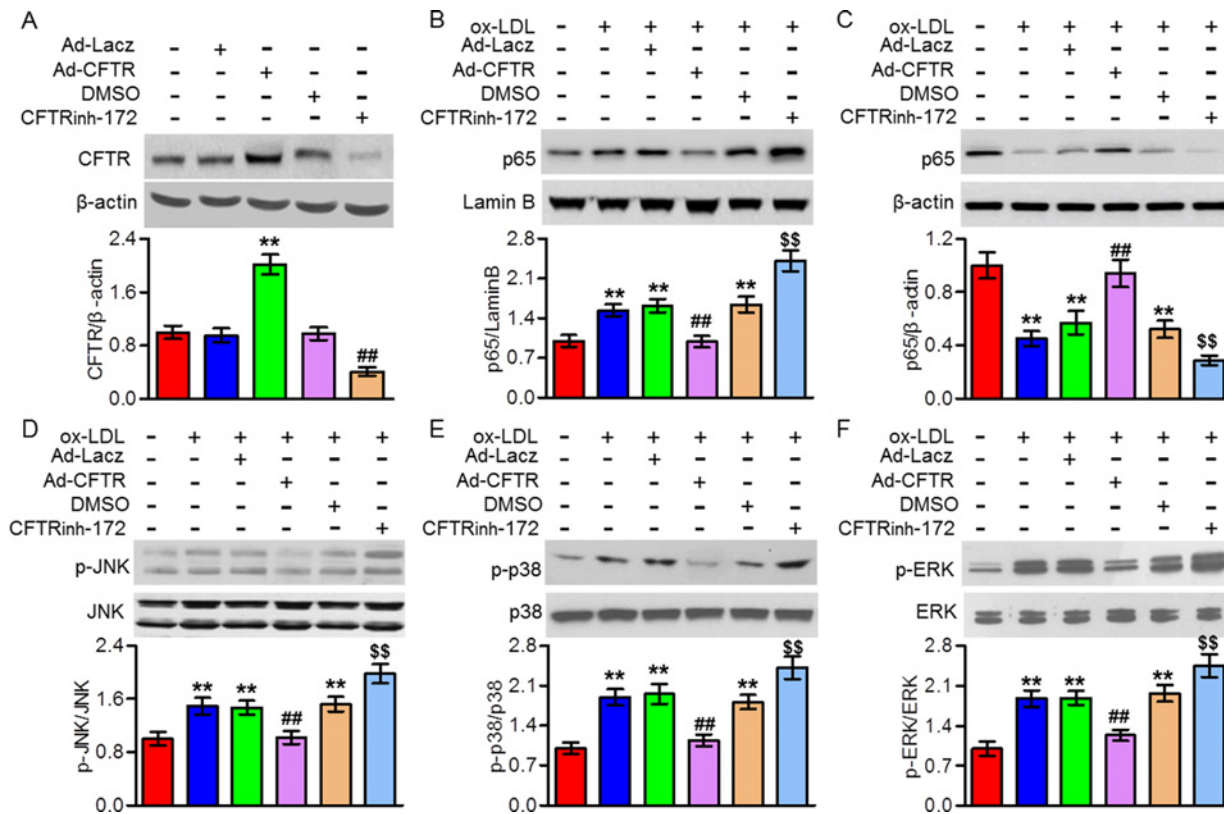 A
Ad-Lacz - + - - -
Ad-CFTR - - + - -
DMSO - - - + -
CFTRinh-172 - - - - +
CFTR
β-actin
CFTR/β-actin
2.4
1.6
0.8
0.0
**
##
B
ox-LDL - + + + + +
Ad-Lacz - - + - - -
Ad-CFTR - - - + - -
DMSO - - - - + -
CFTRinh-172 - - - - - +
p65
Lamin B
p65/LaminB
2.8
2.1
1.4
0.7
0.0
** ** ## ** $$
C
ox-LDL - + + + + +
Ad-Lacz - - + - - -
Ad-CFTR - - - + - -
DMSO - - - - + -
CFTRinh-172 - - - - - +
p65
β-actin
p65/β-actin
1.2
0.8
0.4
0.0
** ** ## ** $$
D
ox-LDL - + + + + +
Ad-Lacz - - + - - -
Ad-CFTR - - - + - -
DMSO - - - - + -
CFTRinh-172 - - - - - +
p-JNK
JNK
p-JNK/JNK
2.4
1.6
0.8
0.0
** ** ## ** $$
E
ox-LDL - + + + + +
Ad-Lacz - - + - - -
Ad-CFTR - - - + - -
DMSO - - - - + -
CFTRinh-172 - - - - - +
p-p38
p38
p-p38/p38
2.8
2.1
1.4
0.7
0.0
** ** ## ** $$
F
ox-LDL - + + + + +
Ad-Lacz - - + - - -
Ad-CFTR - - - + - -
DMSO - - - - + -
CFTRinh-172 - - - - - +
p-ERK
ERK
p-ERK/ERK
2.8
2.1
1.4
0.7
0.0
** ** ## ** $$